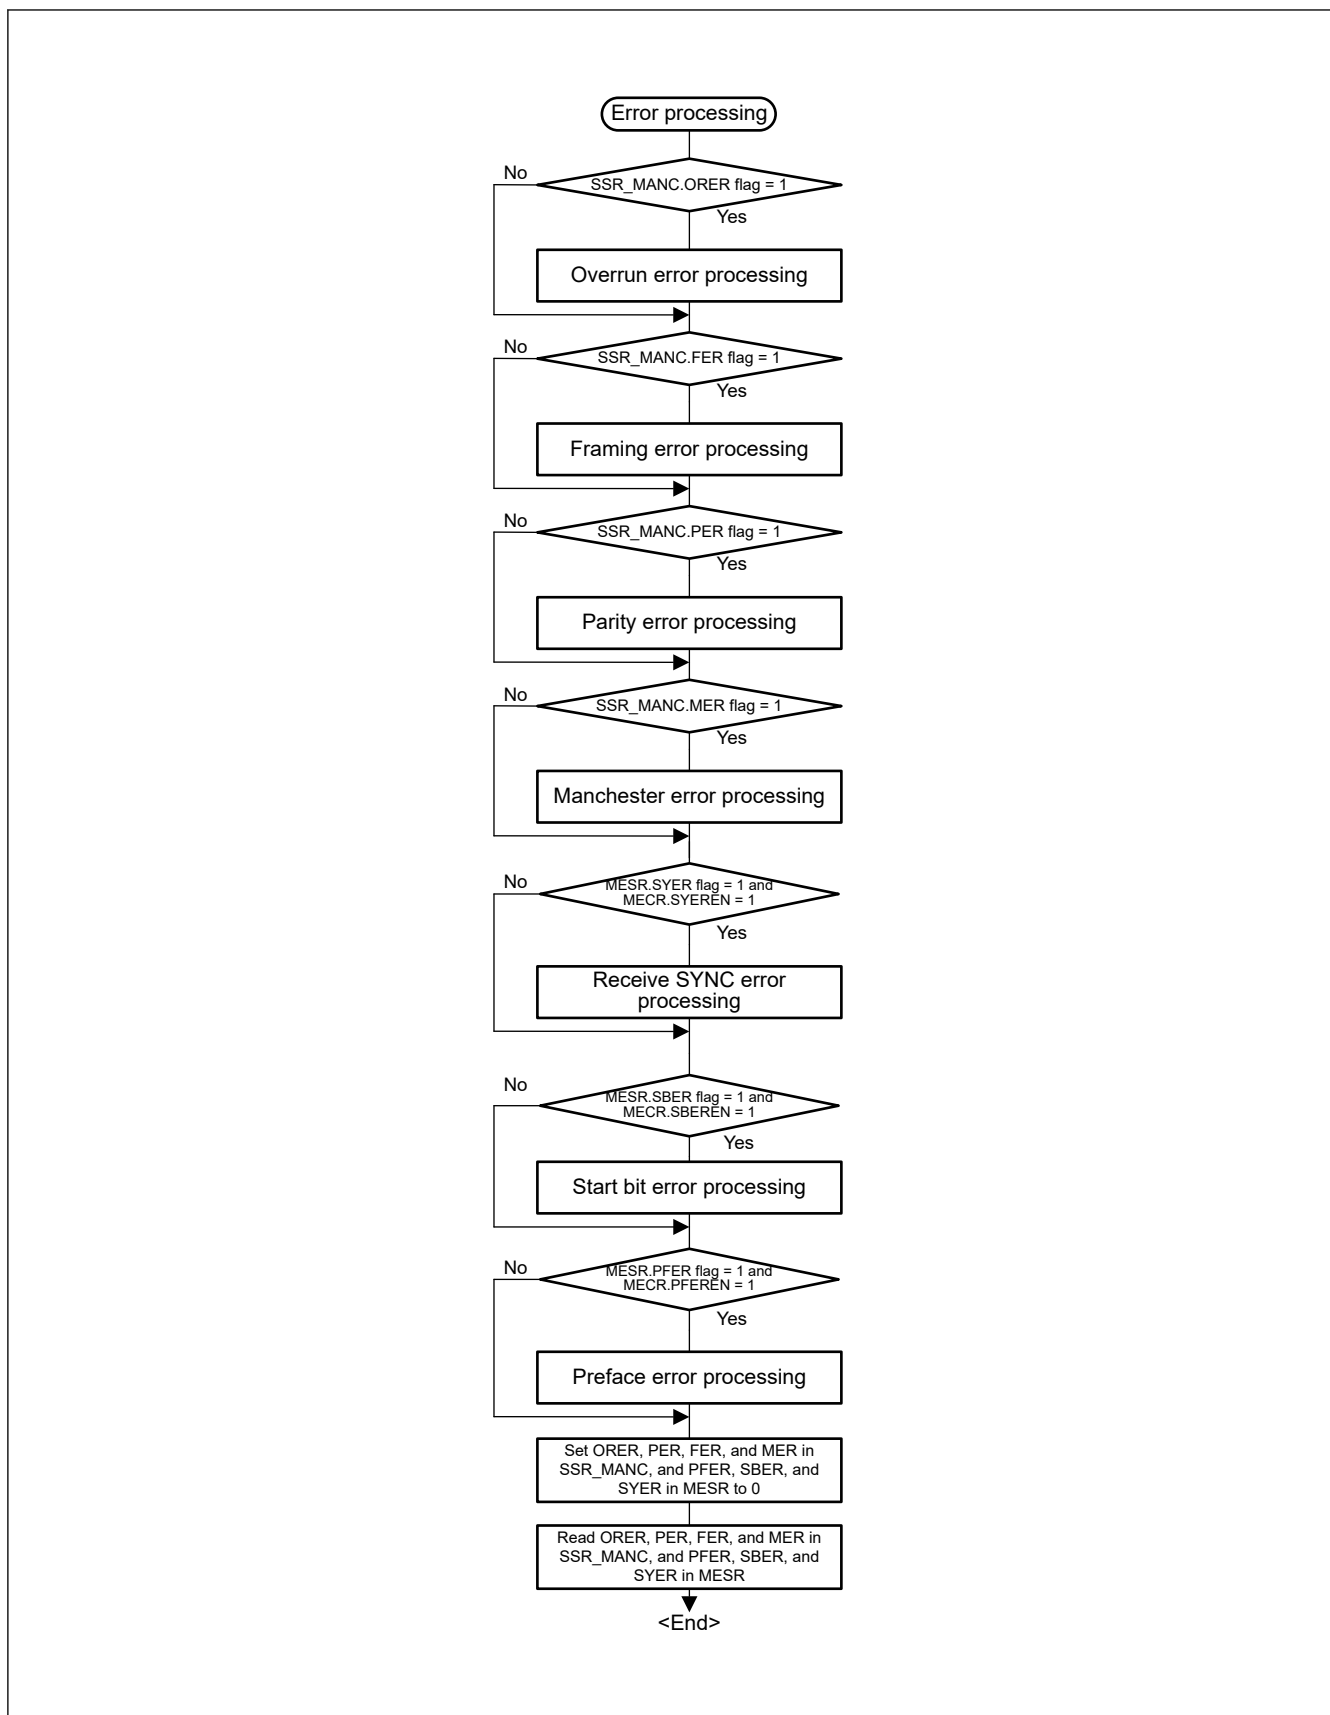 Error processing
No
SSR_MANC.ORER flag = 1
Yes
Overrun error processing
No
SSR_MANC.FER flag = 1
Yes
Framing error processing
No
SSR_MANC.PER flag = 1
Yes
Parity error processing
No
SSR_MANC.MER flag = 1
Yes
Manchester error processing
No
MESR.SYER flag = 1 and
MECR.SYEREN = 1
Yes
Receive SYNC error
processing
No
MESR.SBER flag = 1 and
MECR.SBEREN = 1
Yes
Start bit error processing
No
MESR.PFER flag = 1 and
MECR.PFEREN = 1
Yes
Preface error processing
Set ORER, PER, FER, and MER in
SSR_MANC, and PFER, SBER, and
SYER in MESR to 0
Read ORER, PER, FER, and MER in
SSR_MANC, and PFER, SBER, and
SYER in MESR
<End>